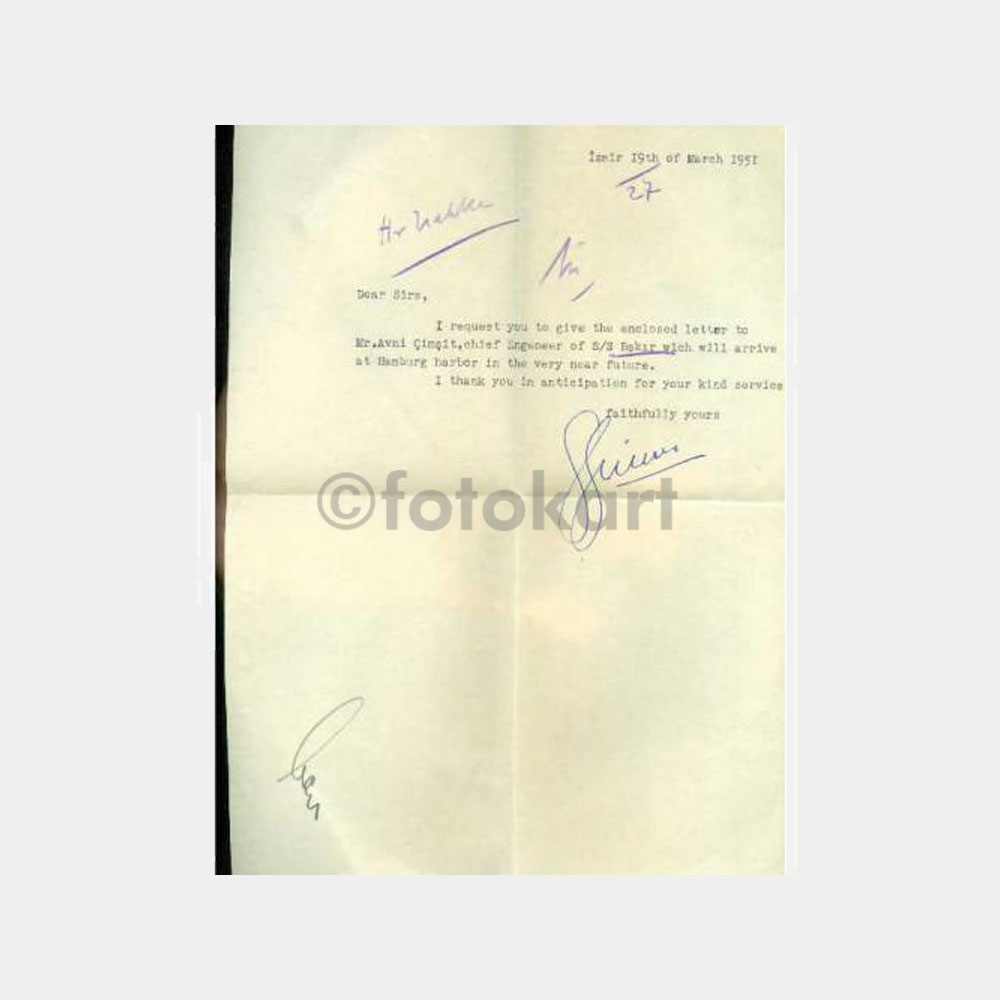 İzmir 19th of March 1951
27
Hr
Dear Sirs,
I request you to give the enclosed letter to
Mr.Avni Çimşit,chief Engeneer of S/S Bakır wich will arrive
at Hamburg harbor in the very near future.
I thank you in anticipation for your kind service
faithfully yours
©fotokart